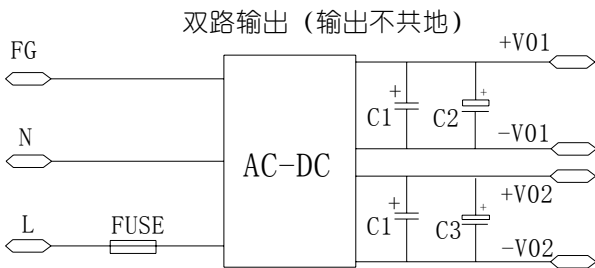 双路输出（输出不共地）
FG
N
L
FUSE
AC-DC
+V01
+
C1
+
C2
-V01
+V02
+
C1
+
C3
-V02